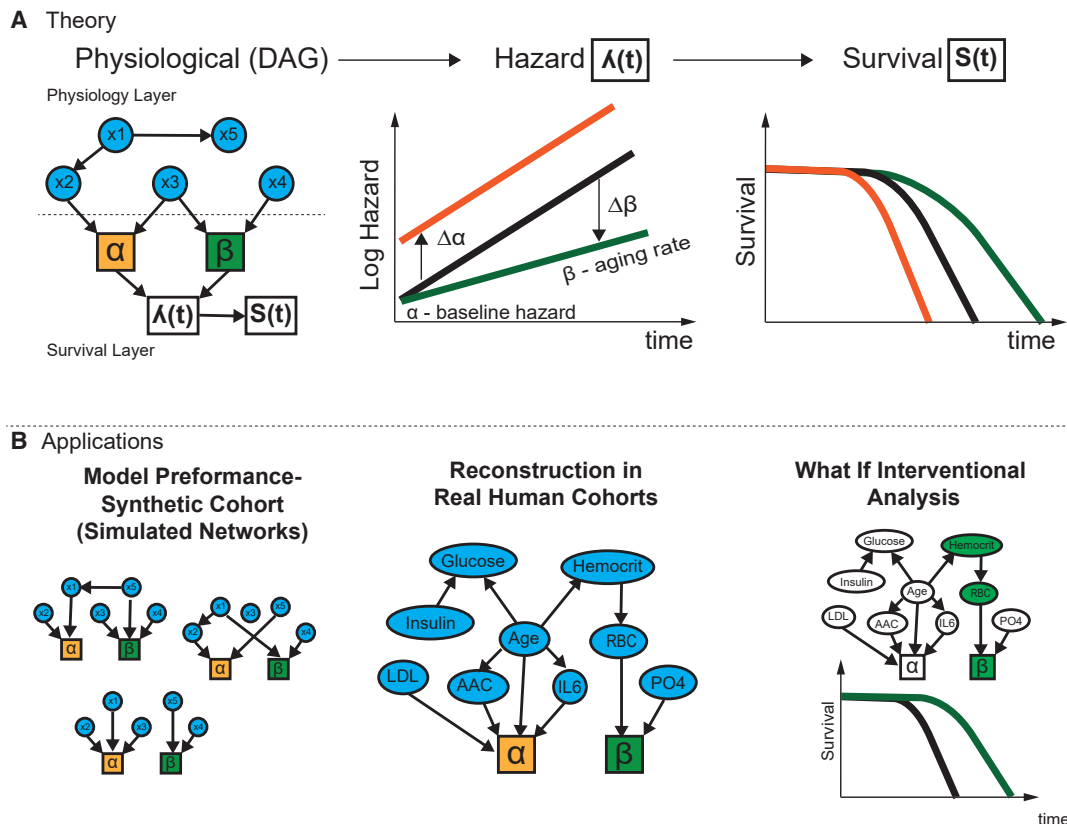 A Theory
Physiological (DAG)
Hazard
λ(t)
Survival
S(t)
Physiology Layer
x1
x5
x2
x3
x4
α
β
λ(t)
S(t)
Survival Layer
Log Hazard
Δα
Δβ
β - aging rate
α - baseline hazard
time
Survival
time
B Applications
Model Preformance-
Synthetic Cohort
(Simulated Networks)
x1
x5
x2
x3
x4
α
β
x1
x3
x5
x2
x4
α
β
x1
x5
x2
x3
x4
α
β
Reconstruction in
Real Human Cohorts
Glucose
Hemocrit
Insulin
Age
RBC
LDL
AAC
IL6
PO4
α
β
What If Interventional
Analysis
Glucose
Hemocrit
Insulin
Age
RBC
LDL
AAC
IL6
PO4
α
β
Survival
time